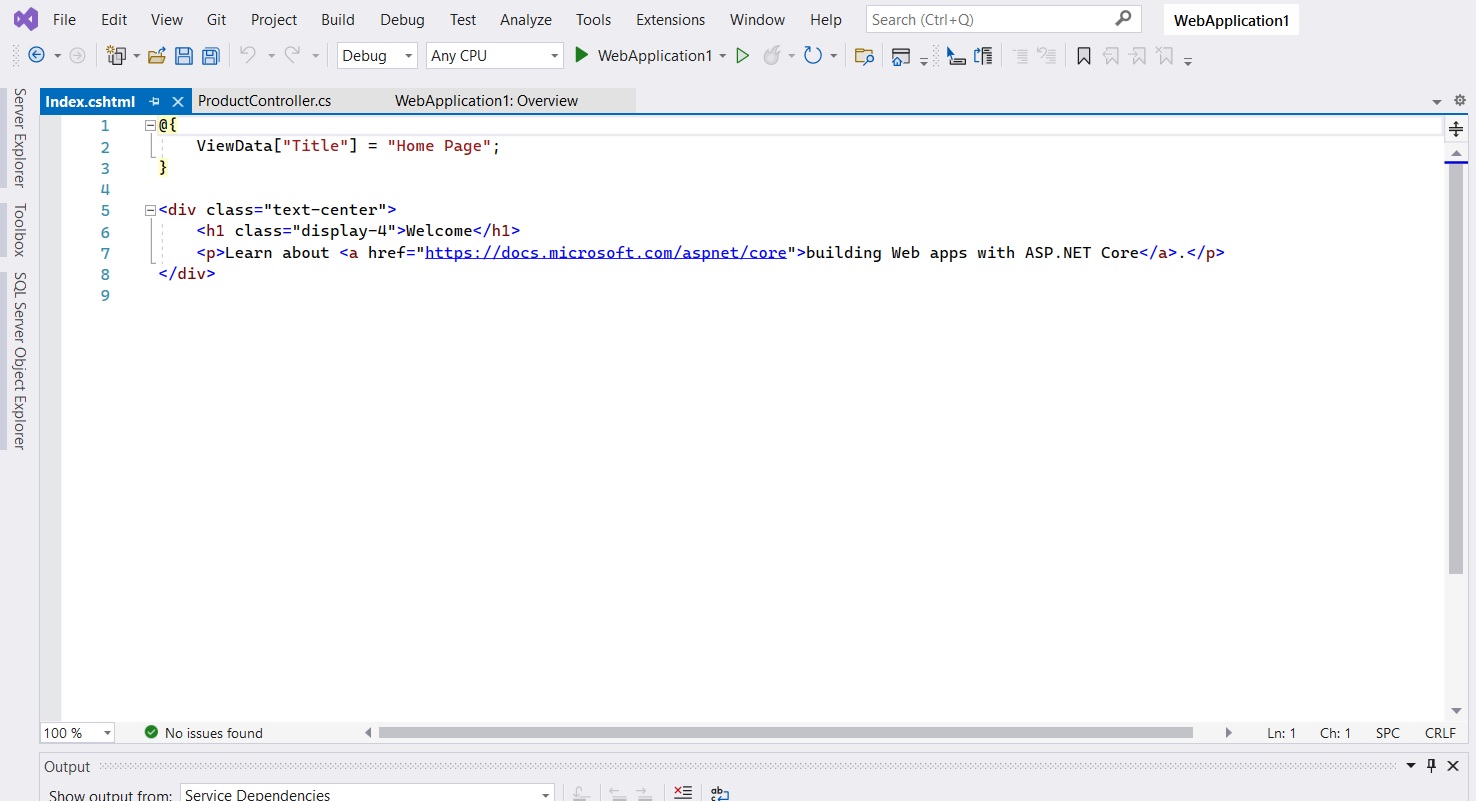 File Edit View Git Project Build Debug Test Analyze Tools Extensions Window Help Search (Ctrl+Q) WebApplication1
Debug Any CPU WebApplication1
Index.cshtml ProductController.cs WebApplication1: Overview
Server Explorer
Toolbox
SQL Server Object Explorer
1 @{
2 ViewData["Title"] = "Home Page";
3 }
4
5 <div class="text-center">
6 <h1 class="display-4">Welcome</h1>
7 <p>Learn about <a href="https://docs.microsoft.com/aspnet/core">building Web apps with ASP.NET Core</a>.</p>
8 </div>
9
100 % No issues found Ln: 1 Ch: 1 SPC CRLF
Output
Show output from: Service Dependencies